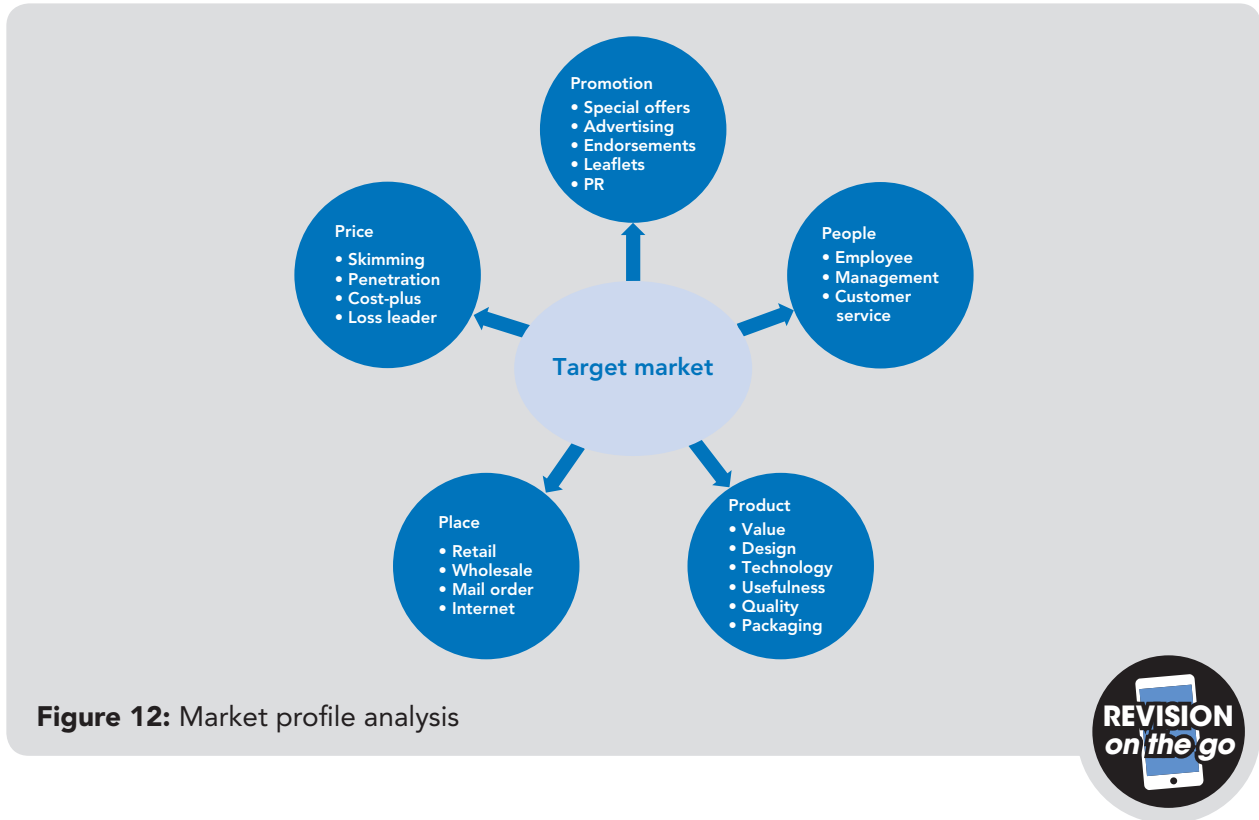 Promotion
• Special offers
• Advertising
• Endorsements
• Leaflets
• PR
Price
• Skimming
• Penetration
• Cost-plus
• Loss leader
People
• Employee
• Management
• Customer
service
Target market
Place
• Retail
• Wholesale
• Mail order
• Internet
Product
• Value
• Design
• Technology
• Usefulness
• Quality
• Packaging
Figure 12: Market profile analysis
REVISION
on the go